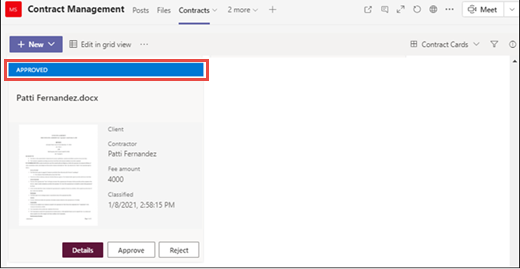 MS Contract Management Posts Files Contracts 2 more + Meet
+ New Edit in grid view ... Contract Cards
APPROVED
Patti Fernandez.docx
Client
Contractor
Patti Fernandez
Fee amount
4000
Classified
1/8/2021, 2:58:15 PM
Details Approve Reject